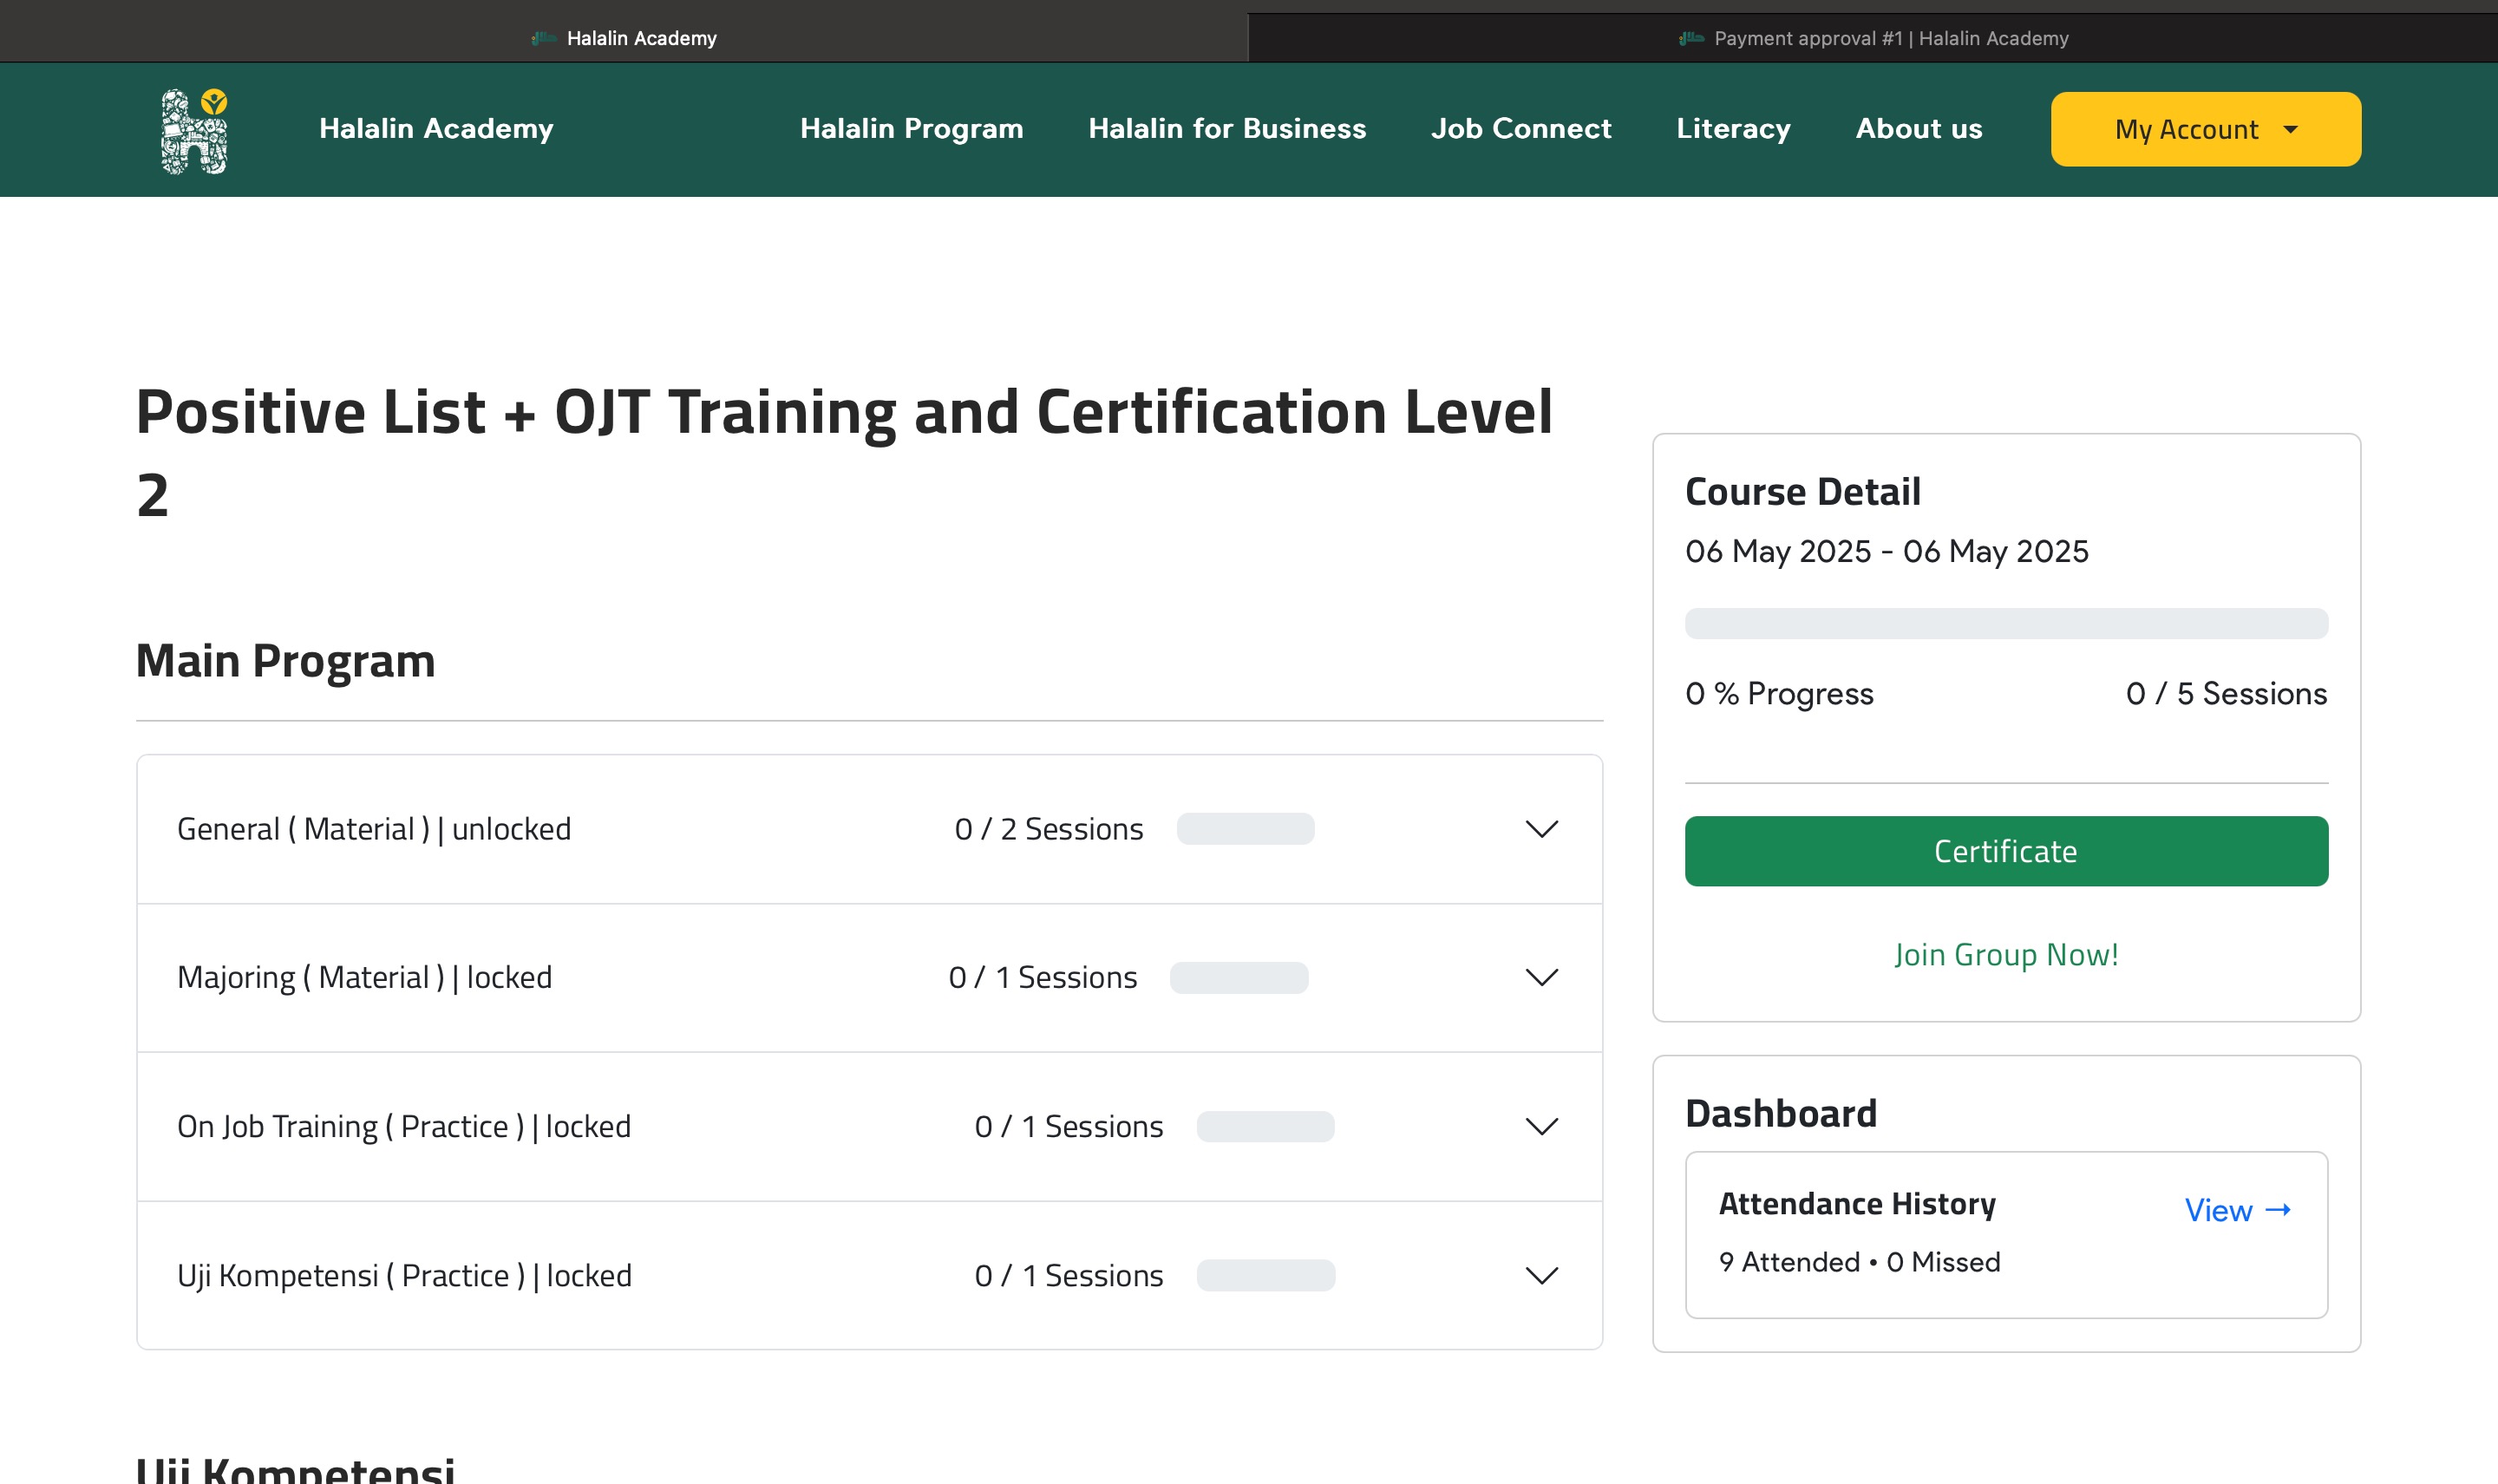 Halalin Academy
Payment approval #1 | Halalin Academy
Halalin Academy
Halalin Program
Halalin for Business
Job Connect
Literacy
About us
My Account
Positive List + OJT Training and Certification Level
2
Main Program
General ( Material ) | unlocked
0 / 2 Sessions
Majoring ( Material ) | locked
0 / 1 Sessions
On Job Training ( Practice ) | locked
0 / 1 Sessions
Uji Kompetensi ( Practice ) | locked
0 / 1 Sessions
Uji Kompetensi
Course Detail
06 May 2025 - 06 May 2025
0 % Progress
0 / 5 Sessions
Certificate
Join Group Now!
Dashboard
Attendance History
View →
9 Attended • 0 Missed